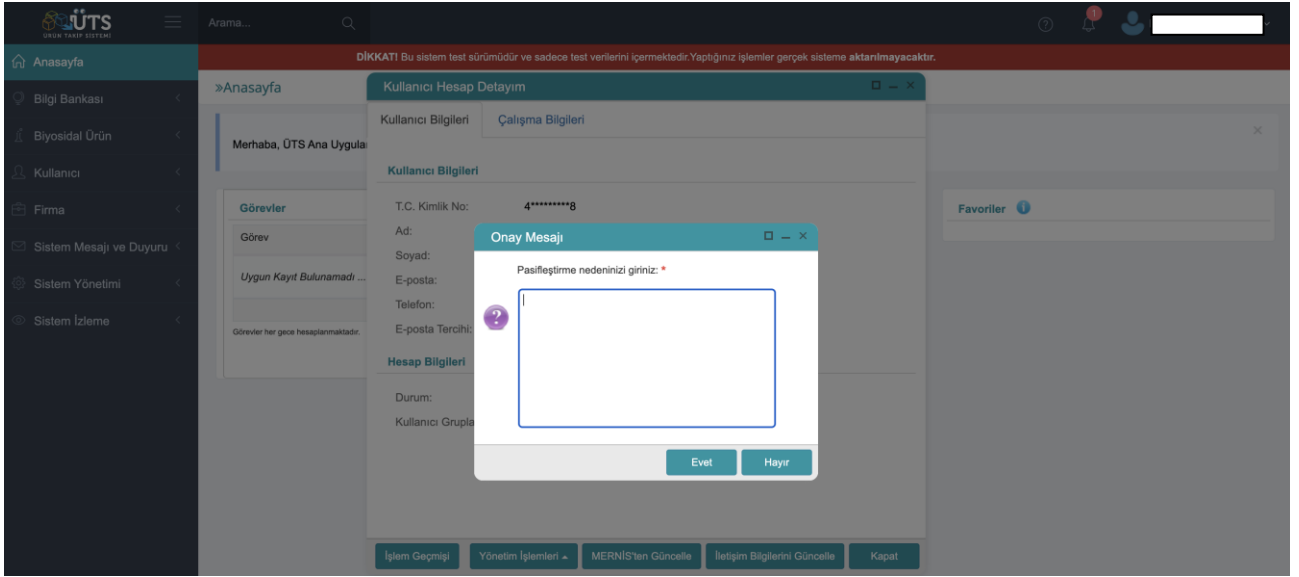 ÜTS
ÜRÜN TAKİP SİSTEMİ
Arama...
1
DİKKAT! Bu sistem test sürümüdür ve sadece test verilerini içermektedir.Yaptığınız işlemler gerçek sisteme aktarılmayacaktır.
Anasayfa
Bilgi Bankası
Biyosidal Ürün
Kullanıcı
Firma
Sistem Mesajı ve Duyuru
Sistem Yönetimi
Sistem İzleme
»Anasayfa
Merhaba, ÜTS Ana Uygula
Görevler
Görev
Uygun Kayıt Bulunamadı ...
Görevler her gece hesaplanmaktadır.
Favoriler
Kullanıcı Hesap Detayım
Kullanıcı Bilgileri
Çalışma Bilgileri
Kullanıcı Bilgileri
T.C. Kimlik No: 4*********8
Ad:
Soyad:
E-posta:
Telefon:
E-posta Tercihi:
Hesap Bilgileri
Durum:
Kullanıcı Grupla
Onay Mesajı
Pasifleştirme nedeninizi giriniz: *
Evet
Hayır
İşlem Geçmişi
Yönetim İşlemleri
MERNİS'ten Güncelle
İletişim Bilgilerini Güncelle
Kapat